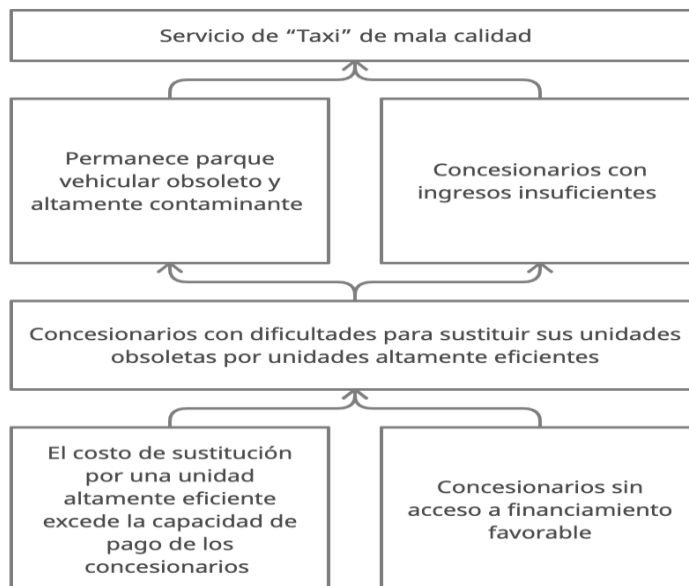 Servicio de “Taxi” de mala calidad
Permanece parque
vehicular obsoleto y
altamente contaminante
Concesionarios con
ingresos insuficientes
Concesionarios con dificultades para sustituir sus unidades
obsoletas por unidades altamente eficientes
El costo de sustitución
por una unidad
altamente eficiente
excede la capacidad de
pago de los
concesionarios
Concesionarios sin
acceso a financiamiento
favorable